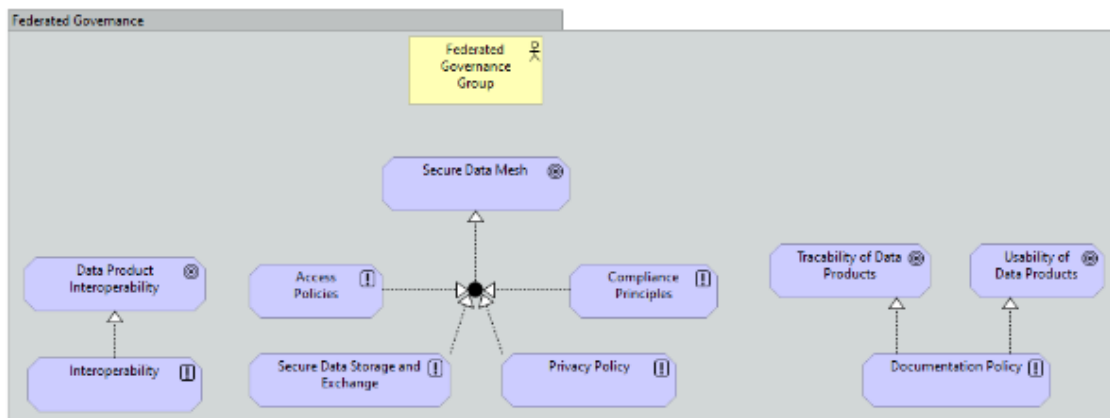 Federated Governance
Federated
Governance
Group
Secure Data Mesh
Data Product
Interoperability
Access
Policies
Compliance
Principles
Tracability of Data
Products
Usability of
Data Products
Interoperability
Secure Data Storage and
Exchange
Privacy Policy
Documentation Policy